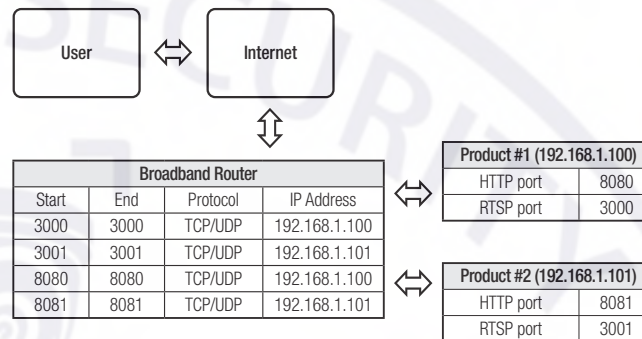 SECURITY
User
Internet
Broadband Router
Start End Protocol IP Address
3000 3000 TCP/UDP 192.168.1.100
3001 3001 TCP/UDP 192.168.1.101
8080 8080 TCP/UDP 192.168.1.100
8081 8081 TCP/UDP 192.168.1.101
Product #1 (192.168.1.100)
HTTP port 8080
RTSP port 3000
Product #2 (192.168.1.101)
HTTP port 8081
RTSP port 3001